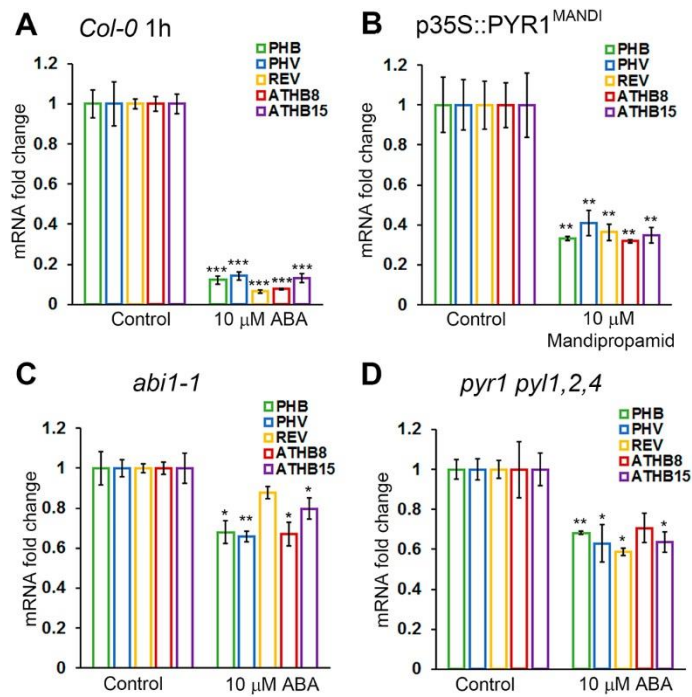 A
Col-0 1h
PHB
PHV
REV
ATHB8
ATHB15
mRNA fold change
1.2
1
0.8
0.6
0.4
0.2
0
***
***
***
***
***
Control
10 μM ABA
B
p35S::PYR1MANDI
PHB
PHV
REV
ATHB8
ATHB15
mRNA fold change
1.2
1
0.8
0.6
0.4
0.2
0
**
**
**
**
**
Control
10 μM
Mandipropamid
C
abi1-1
PHB
PHV
REV
ATHB8
ATHB15
mRNA fold change
1.2
1
0.8
0.6
0.4
0.2
0
*
**
*
*
Control
10 μM ABA
D
pyr1 pyl1,2,4
PHB
PHV
REV
ATHB8
ATHB15
mRNA fold change
1.2
1
0.8
0.6
0.4
0.2
0
**
*
*
*
Control
10 μM ABA